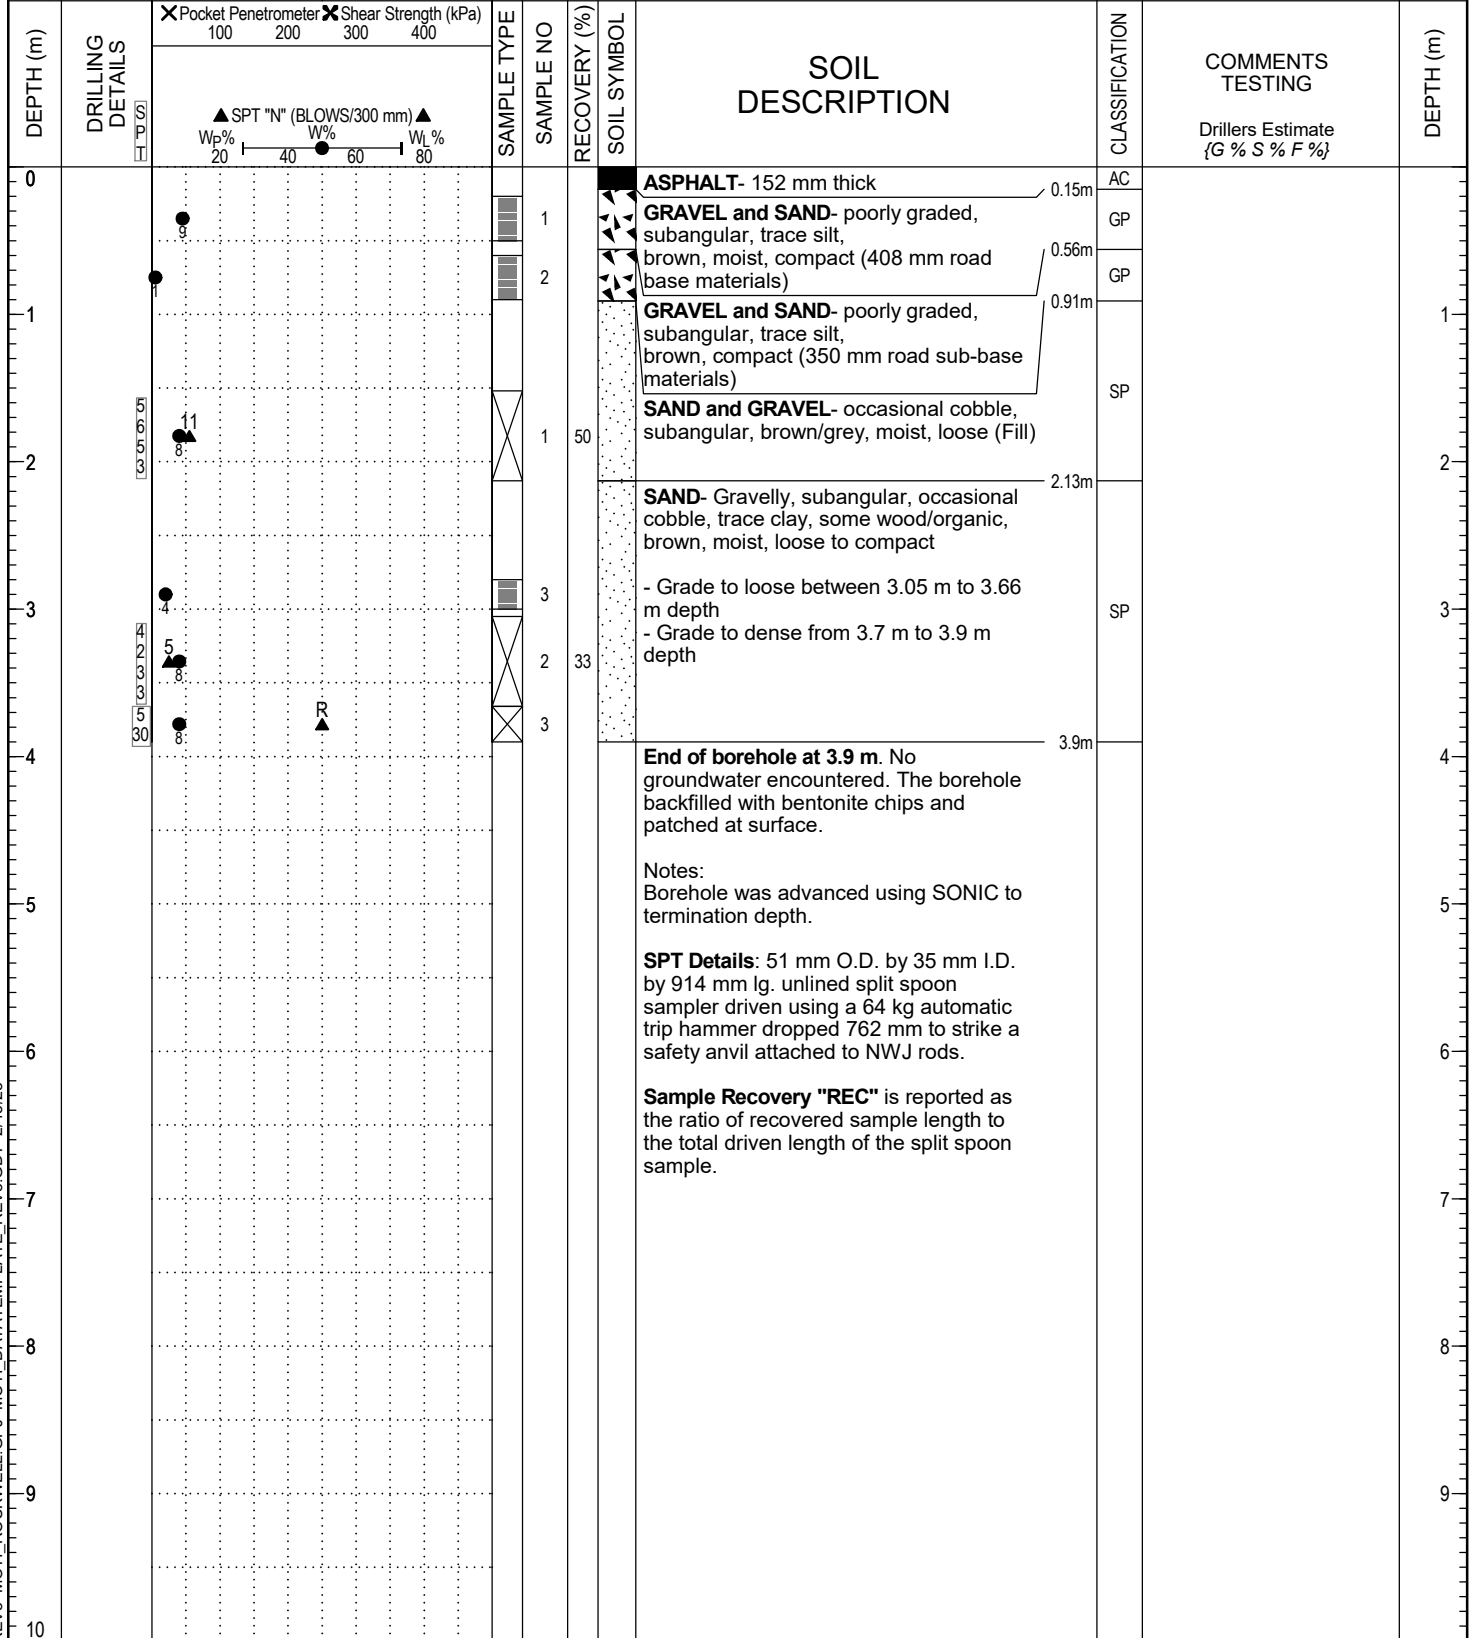 DEPTH (m)
DRILLING
DETAILS
S
P
T
Pocket Penetrometer Shear Strength (kPa)
100 200 300 400
SPT "N" (BLOWS/300 mm)
WP% W% WL%
20 40 60 80
SAMPLE TYPE
SAMPLE NO
RECOVERY (%)
SOIL SYMBOL
SOIL
DESCRIPTION
CLASSIFICATION
COMMENTS
TESTING
Drillers Estimate
{G % S % F %}
DEPTH (m)
0
ASPHALT- 152 mm thick
0.15m
AC
9
1
GRAVEL and SAND- poorly graded,
subangular, trace silt,
brown, moist, compact (408 mm road
base materials)
0.56m
GP
1
2
GP
0.91m
1
GRAVEL and SAND- poorly graded,
subangular, trace silt,
brown, compact (350 mm road sub-base
materials)
1
SP
5
6
5
3
11
8
1
50
SAND and GRAVEL- occasional cobble,
subangular, brown/grey, moist, loose (Fill)
2
2.13m
2
SAND- Gravelly, subangular, occasional
cobble, trace clay, some wood/organic,
brown, moist, loose to compact
4
3
- Grade to loose between 3.05 m to 3.66
m depth
- Grade to dense from 3.7 m to 3.9 m
depth
SP
3
3
4
2
3
3
5
8
2
33
5
30
8
R
3
3.9m
4
End of borehole at 3.9 m. No
groundwater encountered. The borehole
backfilled with bentonite chips and
patched at surface.
4
Notes:
Borehole was advanced using SONIC to
termination depth.
5
5
SPT Details: 51 mm O.D. by 35 mm I.D.
by 914 mm lg. unlined split spoon
sampler driven using a 64 kg automatic
trip hammer dropped 762 mm to strike a
safety anvil attached to NWJ rods.
6
6
Sample Recovery "REC" is reported as
the ratio of recovered sample length to
the total driven length of the split spoon
sample.
7
7
8
8
9
9
10